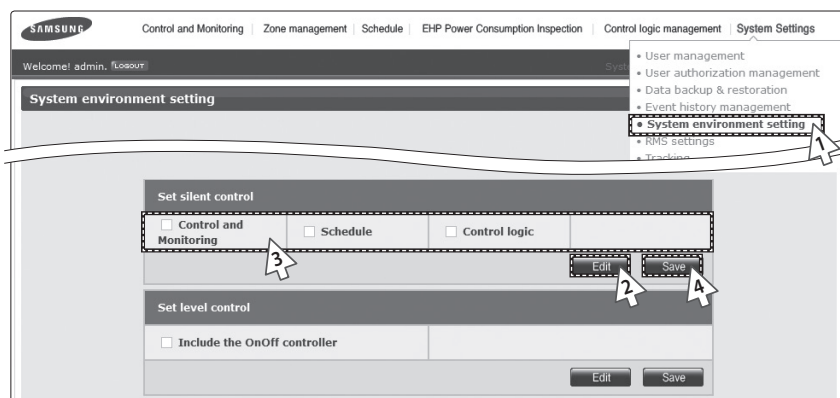 SAMSUNG
Control and Monitoring | Zone management | Schedule | EHP Power Consumption Inspection | Control logic management | System Settings
Welcome! admin. LOGOUT
• User management
• User authorization management
• Data backup & restoration
• Event history management
• System environment setting
• RMS settings
• Tracking
1
System environment setting
Set silent control
Control and Monitoring
Schedule
Control logic
3
Edit
Save
2
4
Set level control
Include the OnOff controller
Edit
Save